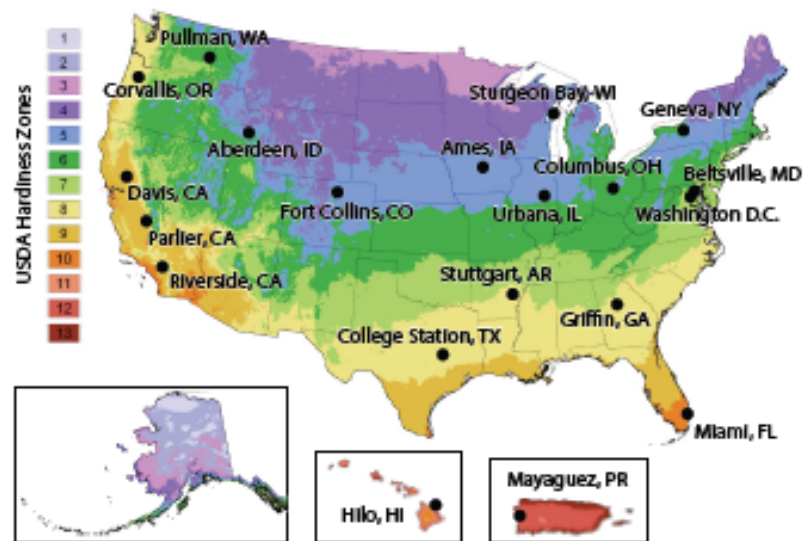 USDA Hardiness Zones
1
2
3
4
5
6
7
8
9
10
11
12
13
Pullman, WA
Corvallis, OR
Sturgeon Bay, WI
Geneva, NY
Aberdeen, ID
Ames, IA
Columbus, OH
Beltsville, MD
Davis, CA
Fort Collins, CO
Urbana, IL
Washington D.C.
Parlier, CA
Riverside, CA
Stuttgart, AR
Griffin, GA
College Station, TX
Miami, FL
Hilo, HI
Mayaguez, PR